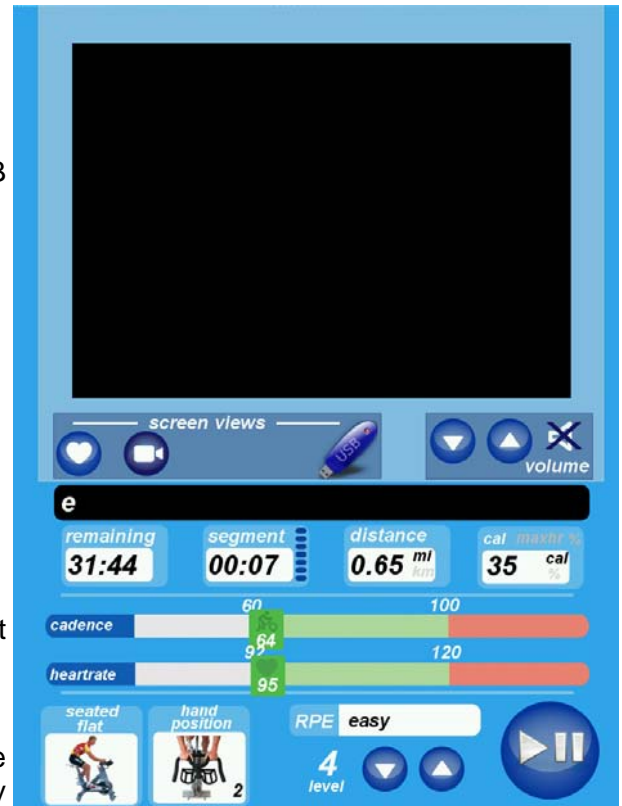 B
screen views
USB
volume
e
remaining segment distance cal maxhr %
31:44 00:07 0.65 mi km 35 cal %
60 100
cadence 64
92 120
t
heartrate 95
seated flat
hand position
2
RPE easy
4
level
e
y